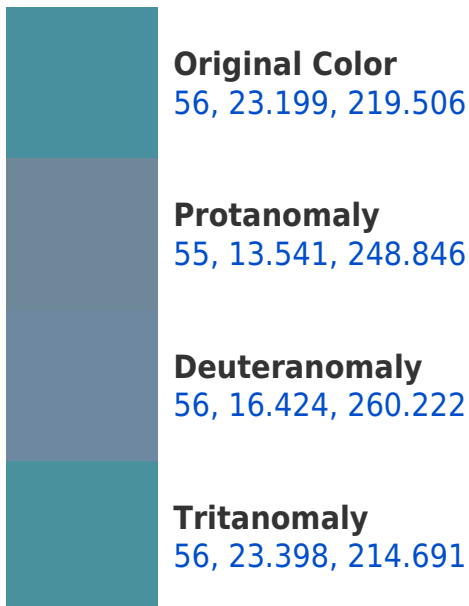 Original Color
56, 23.199, 219.506
Protanomaly
55, 13.541, 248.846
Deuteranomaly
56, 16.424, 260.222
Tritanomaly
56, 23.398, 214.691